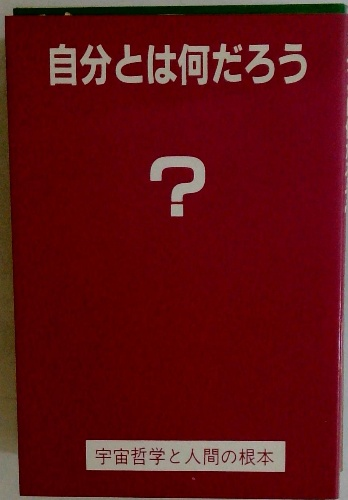 自分とは何だろう
?
宇宙哲学と人間の根本